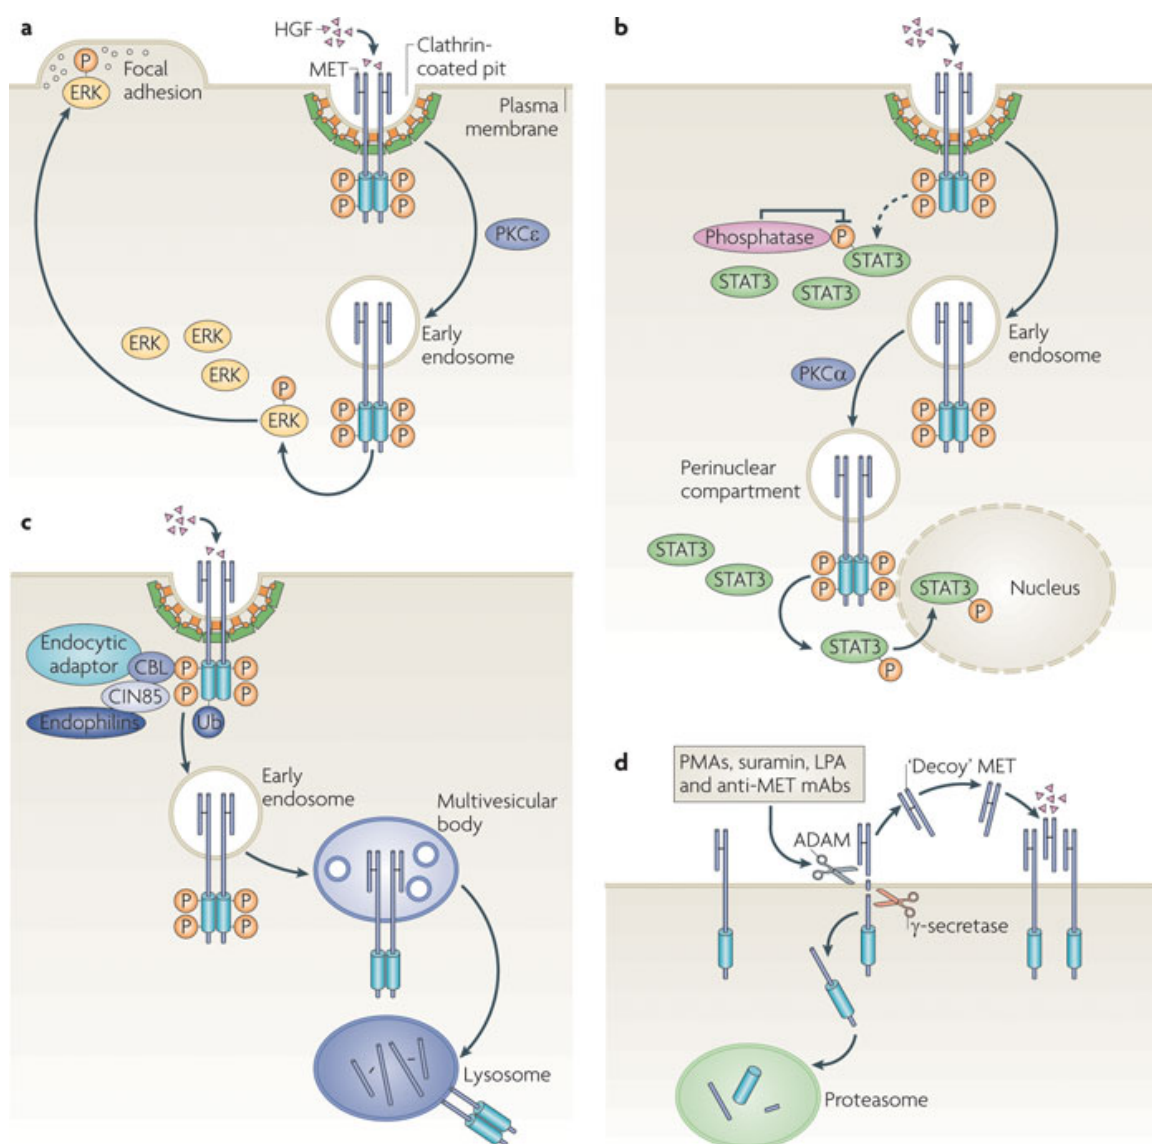 a
HGF
MET
Clathrin-
coated pit
Plasma
membrane
P
ERK
Focal
adhesion
P
P
P
P
PKCε
Early
endosome
ERK
ERK
ERK
P
ERK
P
P
P
P
b
P
P
P
P
Phosphatase
P
STAT3
STAT3
STAT3
Early
endosome
PKCα
P
P
P
P
Perinuclear
compartment
STAT3
STAT3
P
P
P
P
STAT3
P
Nucleus
STAT3
P
c
Endocytic
adaptor
CBL
CIN85
Endophilins
P
P
P
P
Ub
Early
endosome
P
P
P
P
Multivesicular
body
Lysosome
d
PMAs, suramin, LPA
and anti-MET mAbs
'Decoy' MET
ADAM
γ-secretase
Proteasome